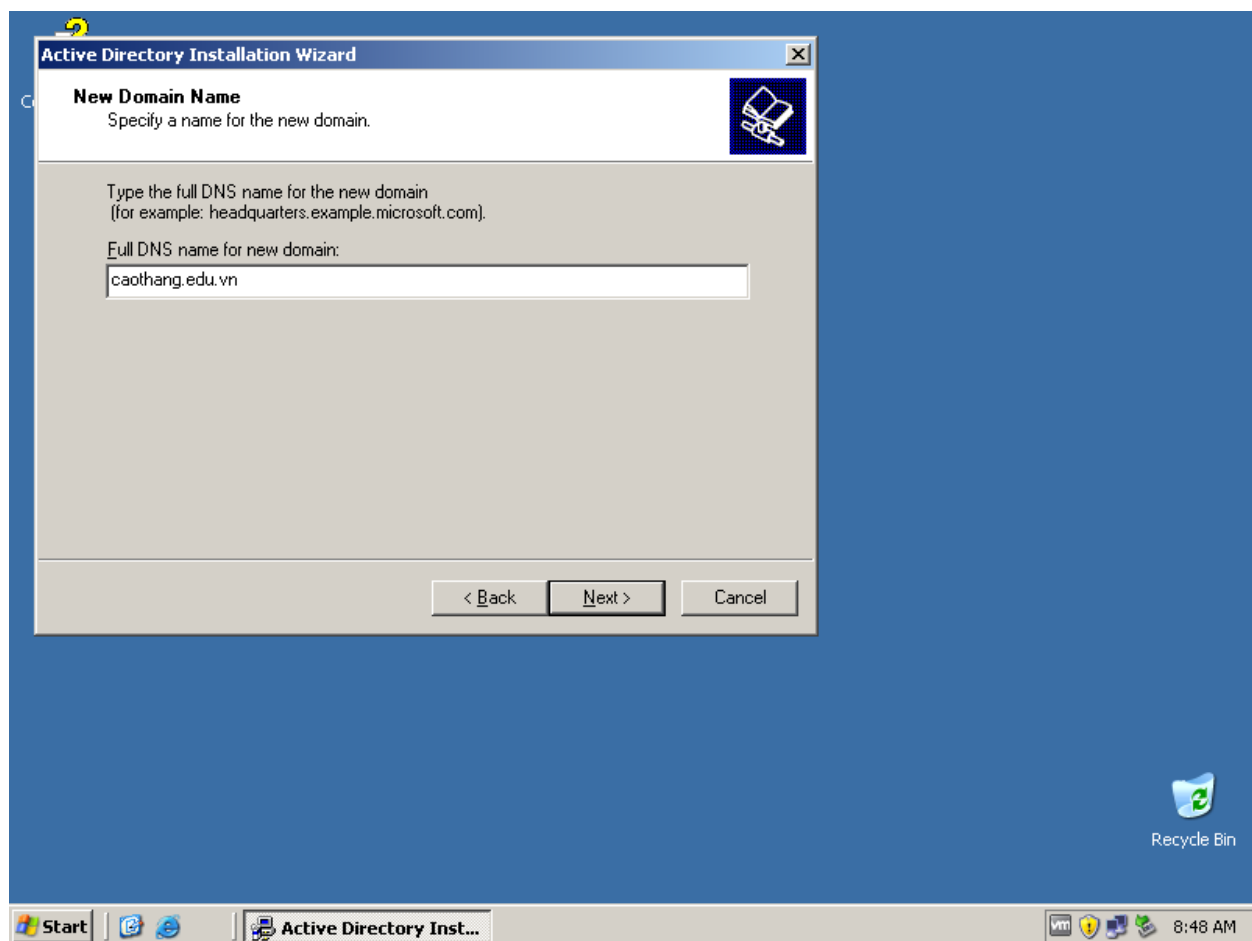 Active Directory Installation Wizard
New Domain Name
Specify a name for the new domain.
Type the full DNS name for the new domain
(for example: headquarters.example.microsoft.com).
Full DNS name for new domain:
caothang.edu.vn
< Back
Next >
Cancel
Recycle Bin
Start
Active Directory Inst...
vm
8:48 AM